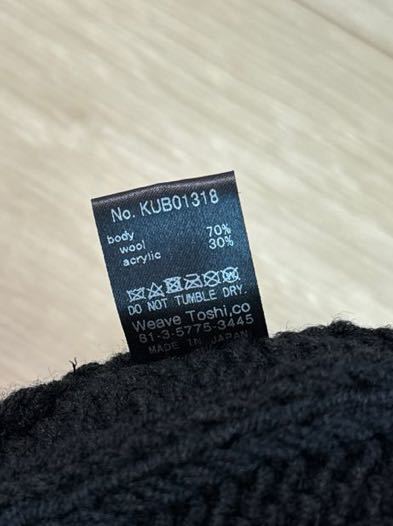 No. KUB01318
body
wool 70%
acrylic 30%
DO NOT TUMBLE DRY.
Weave Toshi,co
81-3-5775-3445
MADE IN JAPAN